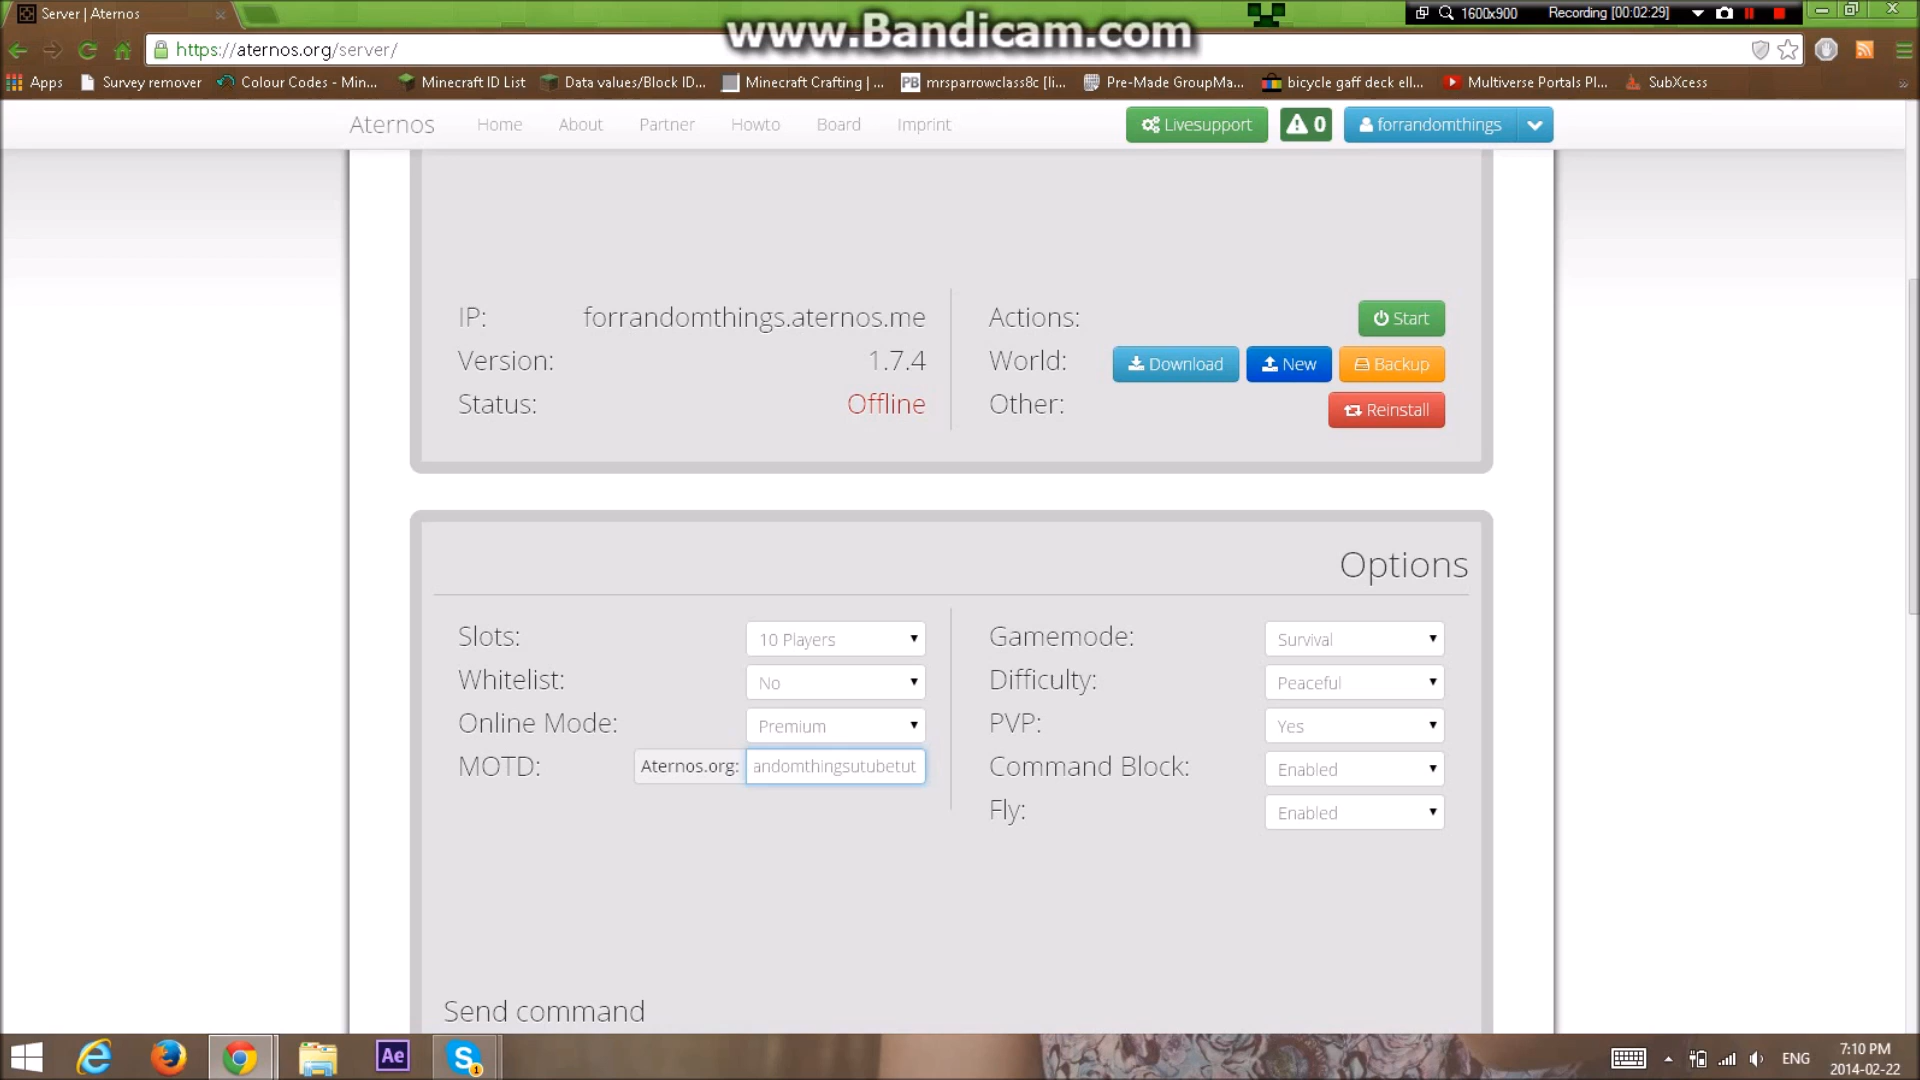 Server | Aternos
www.Bandicam.com
1600x900
Recording [00:02:29]
https://aternos.org/server/
Apps
Survey remover
Colour Codes - Min...
Minecraft ID List
Data values/Block ID...
Minecraft Crafting | ...
PB mrsparrowclass8c [li...
Pre-Made GroupMa...
bicycle gaff deck ell...
Multiverse Portals Pl...
SubXcess
»
Aternos
Home
About
Partner
Howto
Board
Imprint
Livesupport
0
forrandomthings
IP: forrandomthings.aternos.me
Version: 1.7.4
Status: Offline
Actions: Start
World: Download New Backup
Other: Reinstall
Options
Slots: 10 Players
Whitelist: No
Online Mode: Premium
MOTD: Aternos.org: andomthingsutubetut
Gamemode: Survival
Difficulty: Peaceful
PVP: Yes
Command Block: Enabled
Fly: Enabled
Send command
Ae
1
ENG
7:10 PM
2014-02-22